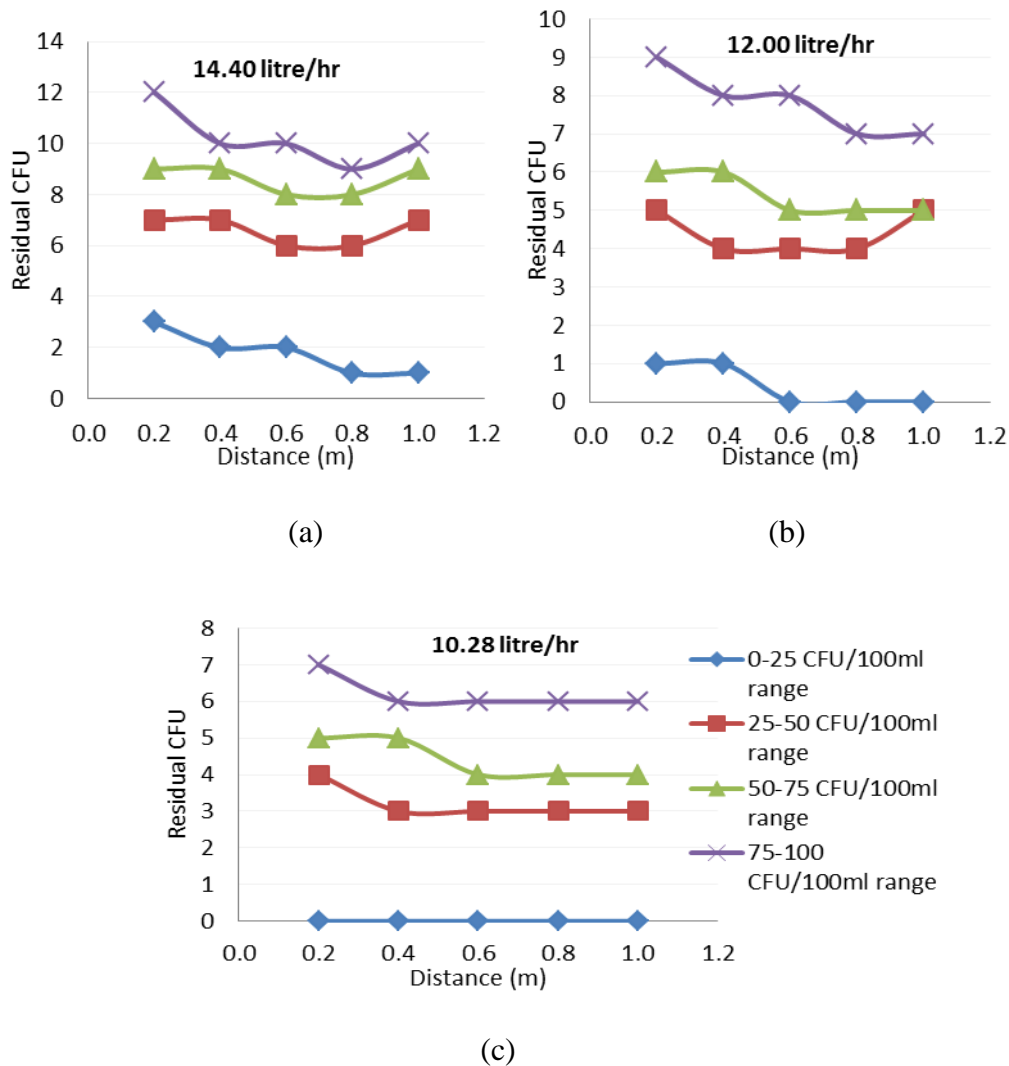 14.40 litre/hr
Residual CFU
14
12
10
8
6
4
2
0
0.0 0.2 0.4 0.6 0.8 1.0 1.2
Distance (m)
(a)
12.00 litre/hr
Residual CFU
10
9
8
7
6
5
4
3
2
1
0
0.0 0.2 0.4 0.6 0.8 1.0 1.2
Distance (m)
(b)
10.28 litre/hr
Residual CFU
8
7
6
5
4
3
2
1
0
0.0 0.2 0.4 0.6 0.8 1.0 1.2
Distance (m)
0-25 CFU/100ml
range
25-50 CFU/100ml
range
50-75 CFU/100ml
range
75-100
CFU/100ml range
(c)